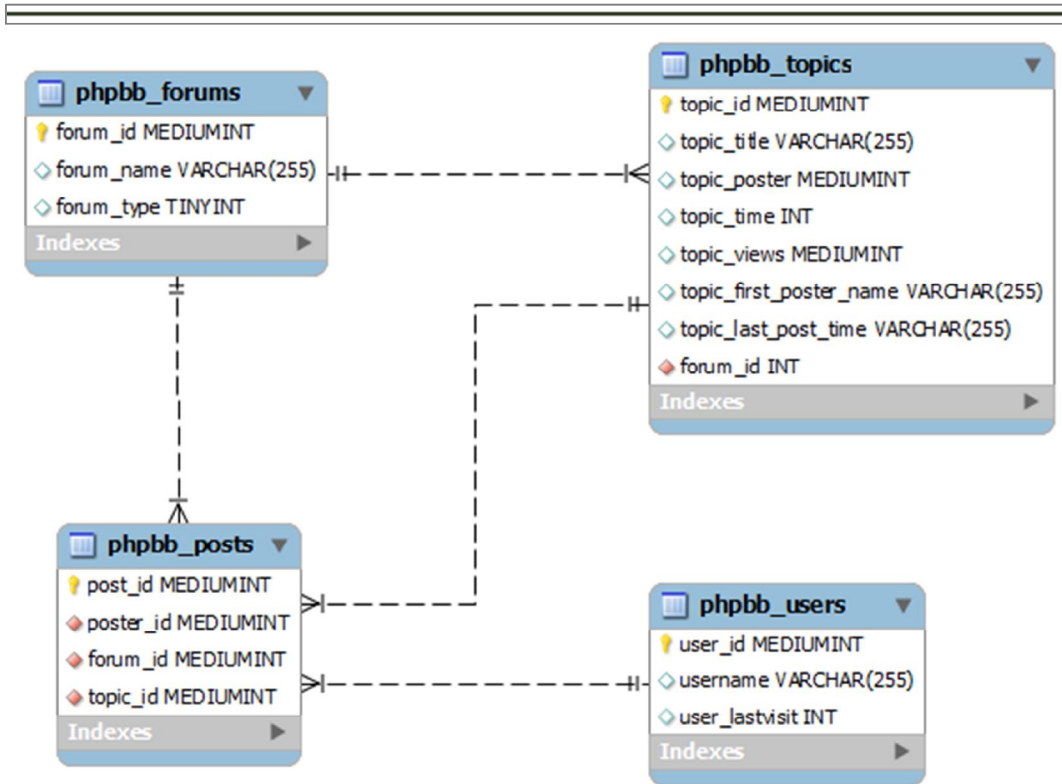 phpbb_forums
forum_id MEDIUMINT
forum_name VARCHAR(255)
forum_type TINYINT
Indexes
phpbb_topics
topic_id MEDIUMINT
topic_title VARCHAR(255)
topic_poster MEDIUMINT
topic_time INT
topic_views MEDIUMINT
topic_first_poster_name VARCHAR(255)
topic_last_post_time VARCHAR(255)
forum_id INT
Indexes
phpbb_posts
post_id MEDIUMINT
poster_id MEDIUMINT
forum_id MEDIUMINT
topic_id MEDIUMINT
Indexes
phpbb_users
user_id MEDIUMINT
username VARCHAR(255)
user_lastvisit INT
Indexes